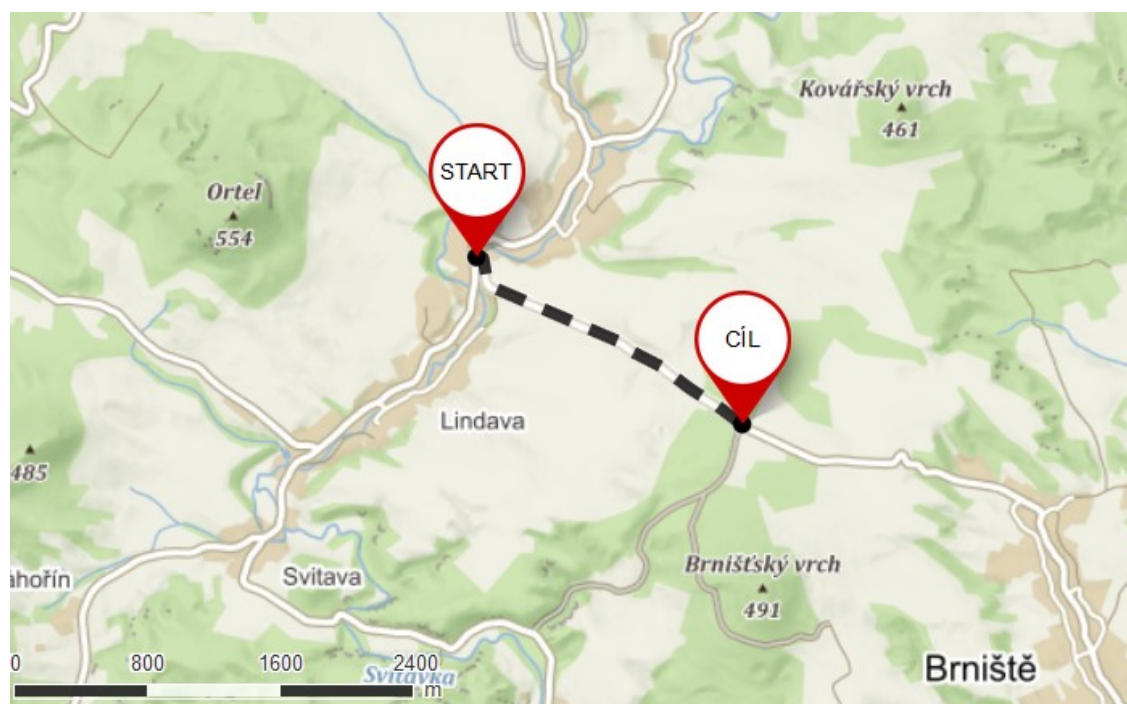 Kovářský vrch
461
START
Ortel
554
CÍL
Lindava
485
Svitava
ahořín
Brnišťský vrch
491
Brniště
0 800 1600 2400
m
Svitávka